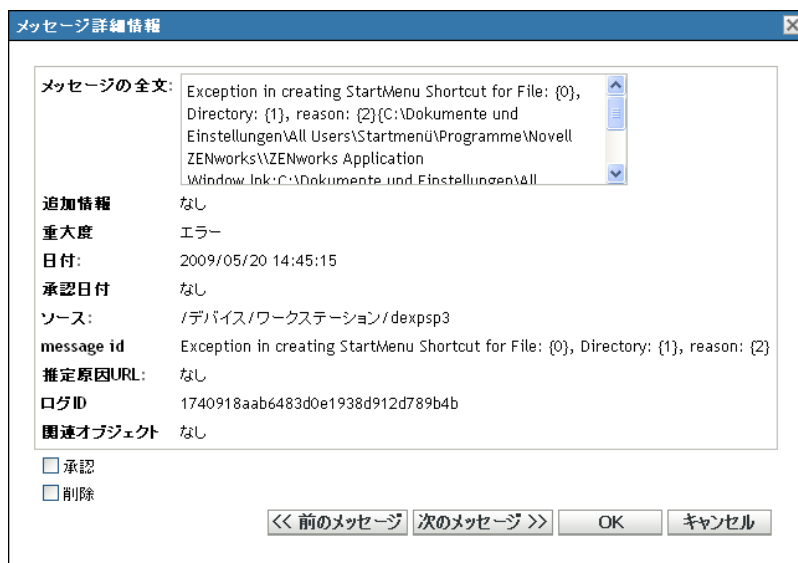 メッセージ詳細情報
メッセージの全文: Exception in creating StartMenu Shortcut for File: {0},
Directory: {1}, reason: {2}{C:\Dokumente und
Einstellungen\All Users\Startmenü\Programme\Novell
ZENworks\\ZENworks Application
Window.lnk;C:\Dokumente und Einstellungen\All
追加情報 なし
重大度 エラー
日付: 2009/05/20 14:45:15
承認日付 なし
ソース: /デバイス/ワークステーション/dexpsp3
message id Exception in creating StartMenu Shortcut for File: {0}, Directory: {1}, reason: {2}
推定原因URL: なし
ログID 1740918aab6483d0e1938d912d789b4b
関連オブジェクト なし
承認
削除
<< 前のメッセージ 次のメッセージ >> OK キャンセル